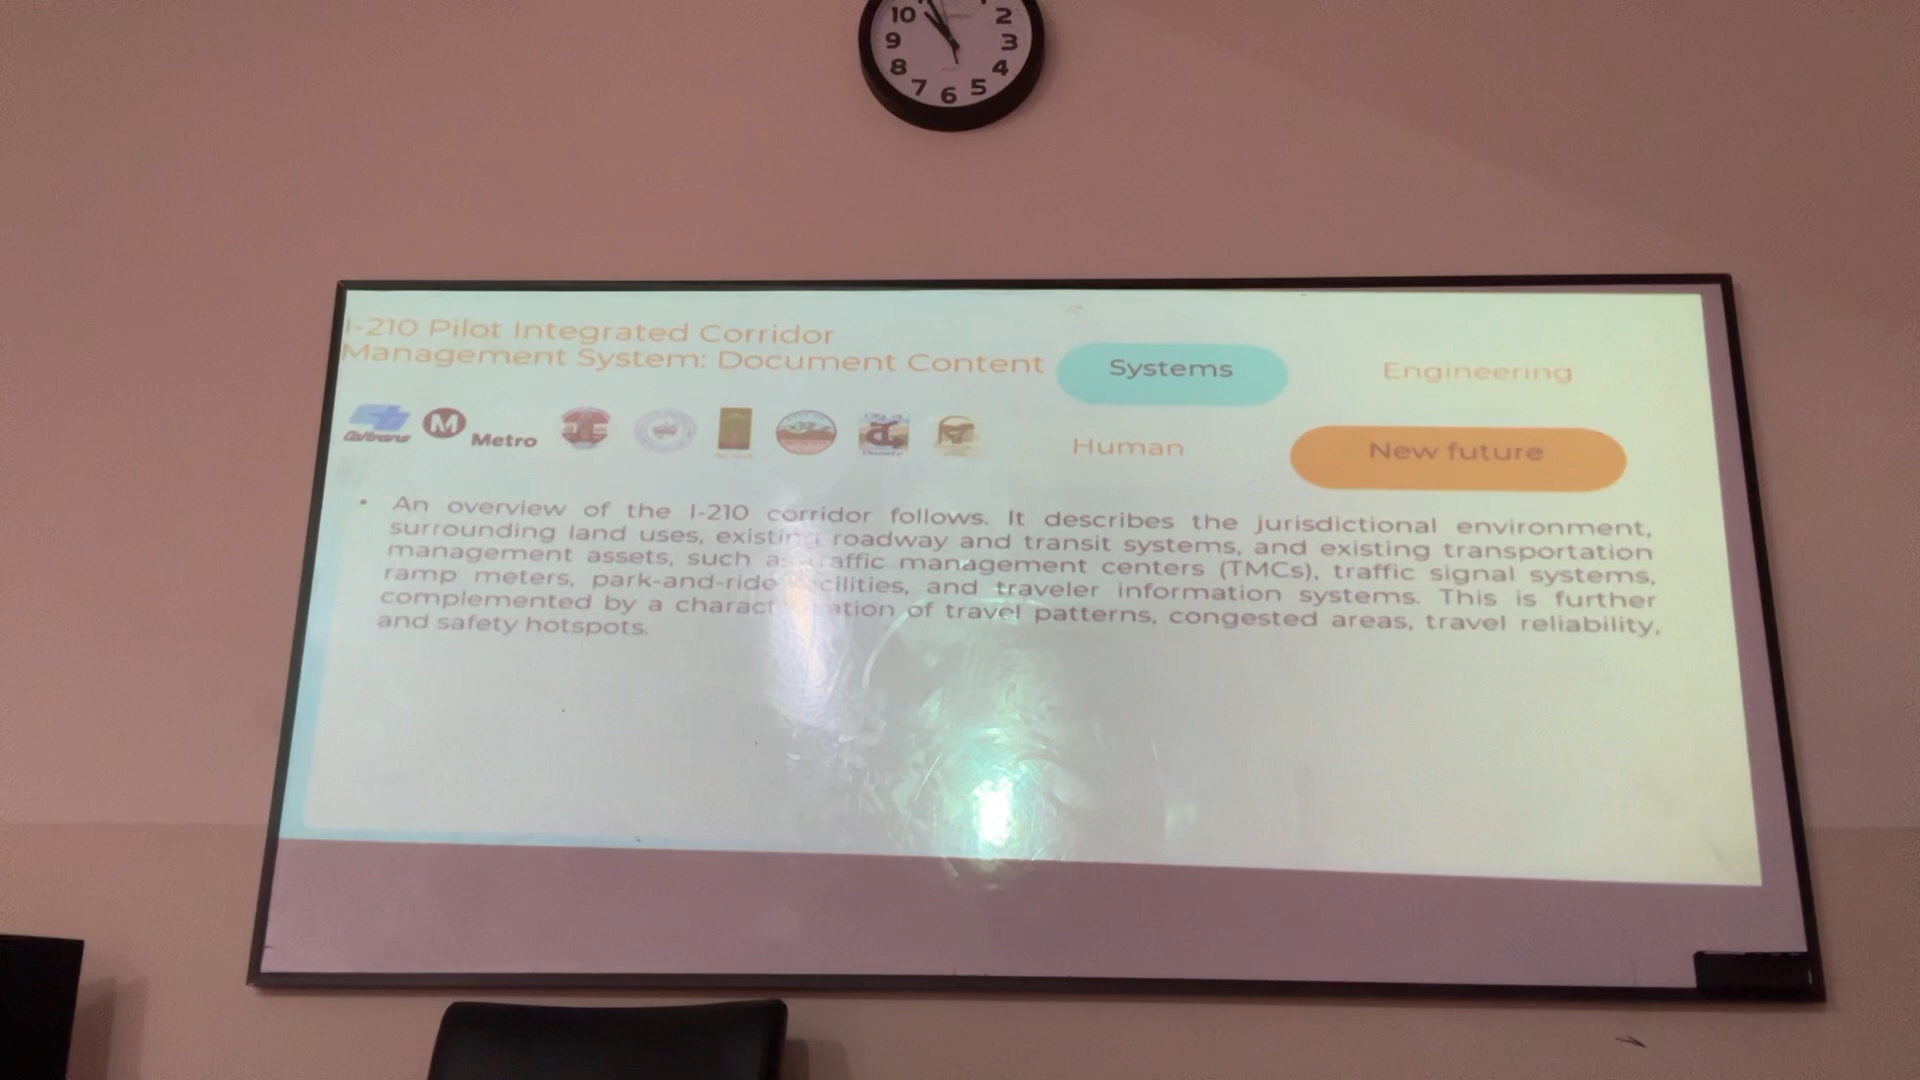 10
2
9
3
8
4
7
6
5
I-210 Pilot Integrated Corridor
Management System: Document Content
Systems
Engineering
Caltrans
M
Metro
Human
New future
• An overview of the I-210 corridor follows. It describes the jurisdictional environment,
surrounding land uses, existing roadway and transit systems, and existing transportation
management assets, such as traffic management centers (TMCs), traffic signal systems,
ramp meters, park-and-ride facilities, and traveler information systems. This is further
complemented by a characterization of travel patterns, congested areas, travel reliability,
and safety hotspots.